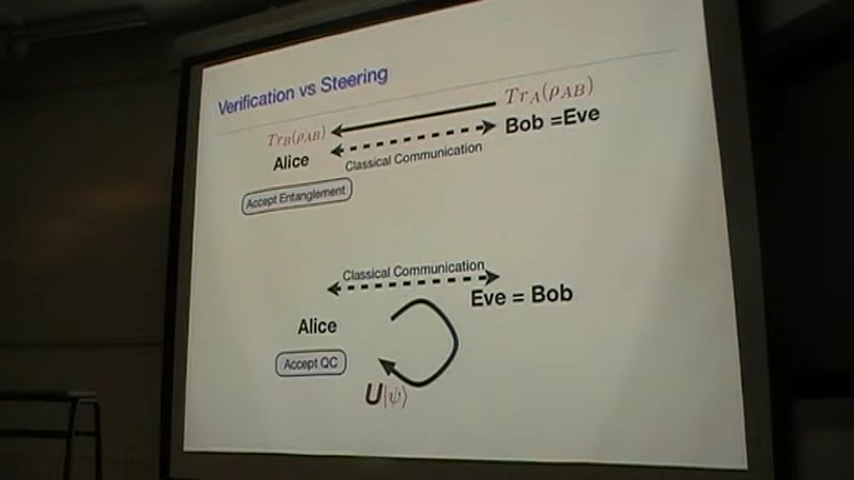 Verification vs Steering
Tr_A(ρ_AB)
Tr_B(ρ_AB)
Bob =Eve
Alice
Classical Communication
Accept Entanglement
Classical Communication
Eve = Bob
Alice
Accept QC
U|ψ⟩